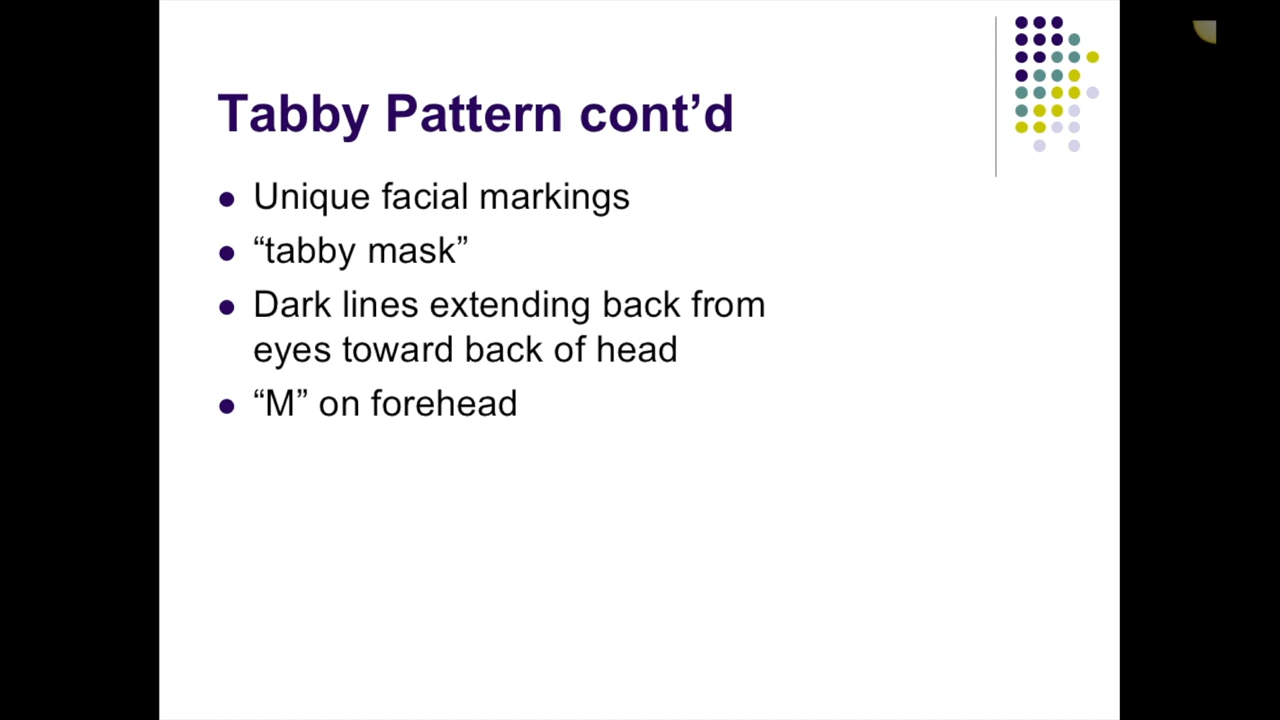 Tabby Pattern cont’d
● Unique facial markings
● “tabby mask”
● Dark lines extending back from
eyes toward back of head
● “M” on forehead